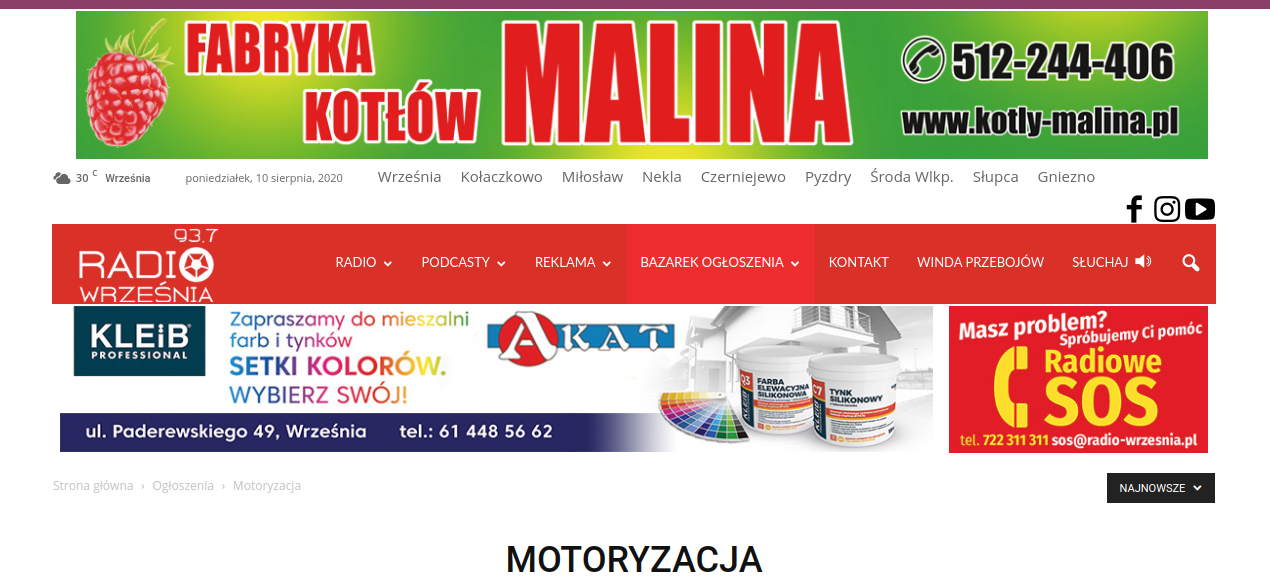 FABRYKA
KOTŁÓW
MALINA
512-244-406
www.kotly-malina.pl
30 C Września
poniedziałek, 10 sierpnia, 2020
Września Kołaczkowo Miłosław Nekla Czerniejewo Pyzdry Środa Wlkp. Słupca Gniezno
93.7
RADIO
WRZEŚNIA
RADIO PODCASTY REKLAMA BAZAREK OGŁOSZENIA KONTAKT WINDA PRZEBOJÓW SŁUCHAJ
KLEIB®
PROFESSIONAL
Zapraszamy do mieszalni
farb i tynków
SETKI KOLORÓW.
WYBIERZ SWÓJ!
AKAT
Q3
FARBA
ELEWACYJNA
SILIKONOWA
KLEIB
C7
TYNK
SILIKONOWY
KLEIB
ul. Paderewskiego 49, Września tel.: 61 448 56 62
Masz problem?
Spróbujemy Ci pomóc
Radiowe
SOS
tel. 722 311 311 sos@radio-wrzesnia.pl
Strona główna › Ogłoszenia › Motoryzacja
NAJNOWSZE
MOTORYZACJA